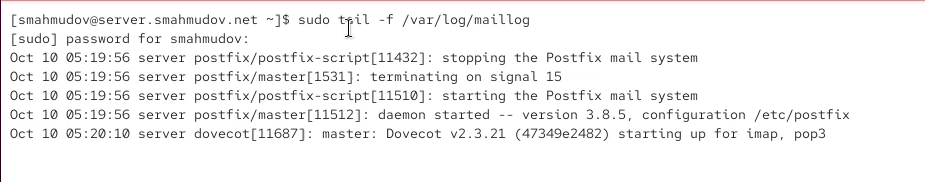 [smahmudov@server.smahmudov.net ~]$ sudo tail -f /var/log/maillog
[sudo] password for smahmudov:
Oct 10 05:19:56 server postfix/postfix-script[11432]: stopping the Postfix mail system
Oct 10 05:19:56 server postfix/master[1531]: terminating on signal 15
Oct 10 05:19:56 server postfix/postfix-script[11510]: starting the Postfix mail system
Oct 10 05:19:56 server postfix/master[11512]: daemon started -- version 3.8.5, configuration /etc/postfix
Oct 10 05:20:10 server dovecot[11687]: master: Dovecot v2.3.21 (47349e2482) starting up for imap, pop3